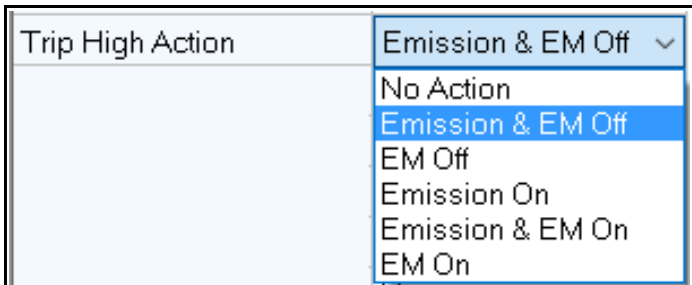 Trip High Action Emission & EM Off
No Action
Emission & EM Off
EM Off
Emission On
Emission & EM On
EM On